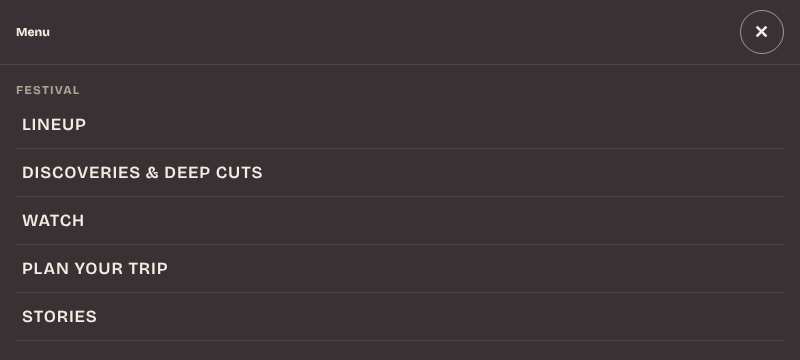 Menu
FESTIVAL
LINEUP
DISCOVERIES & DEEP CUTS
WATCH
PLAN YOUR TRIP
STORIES